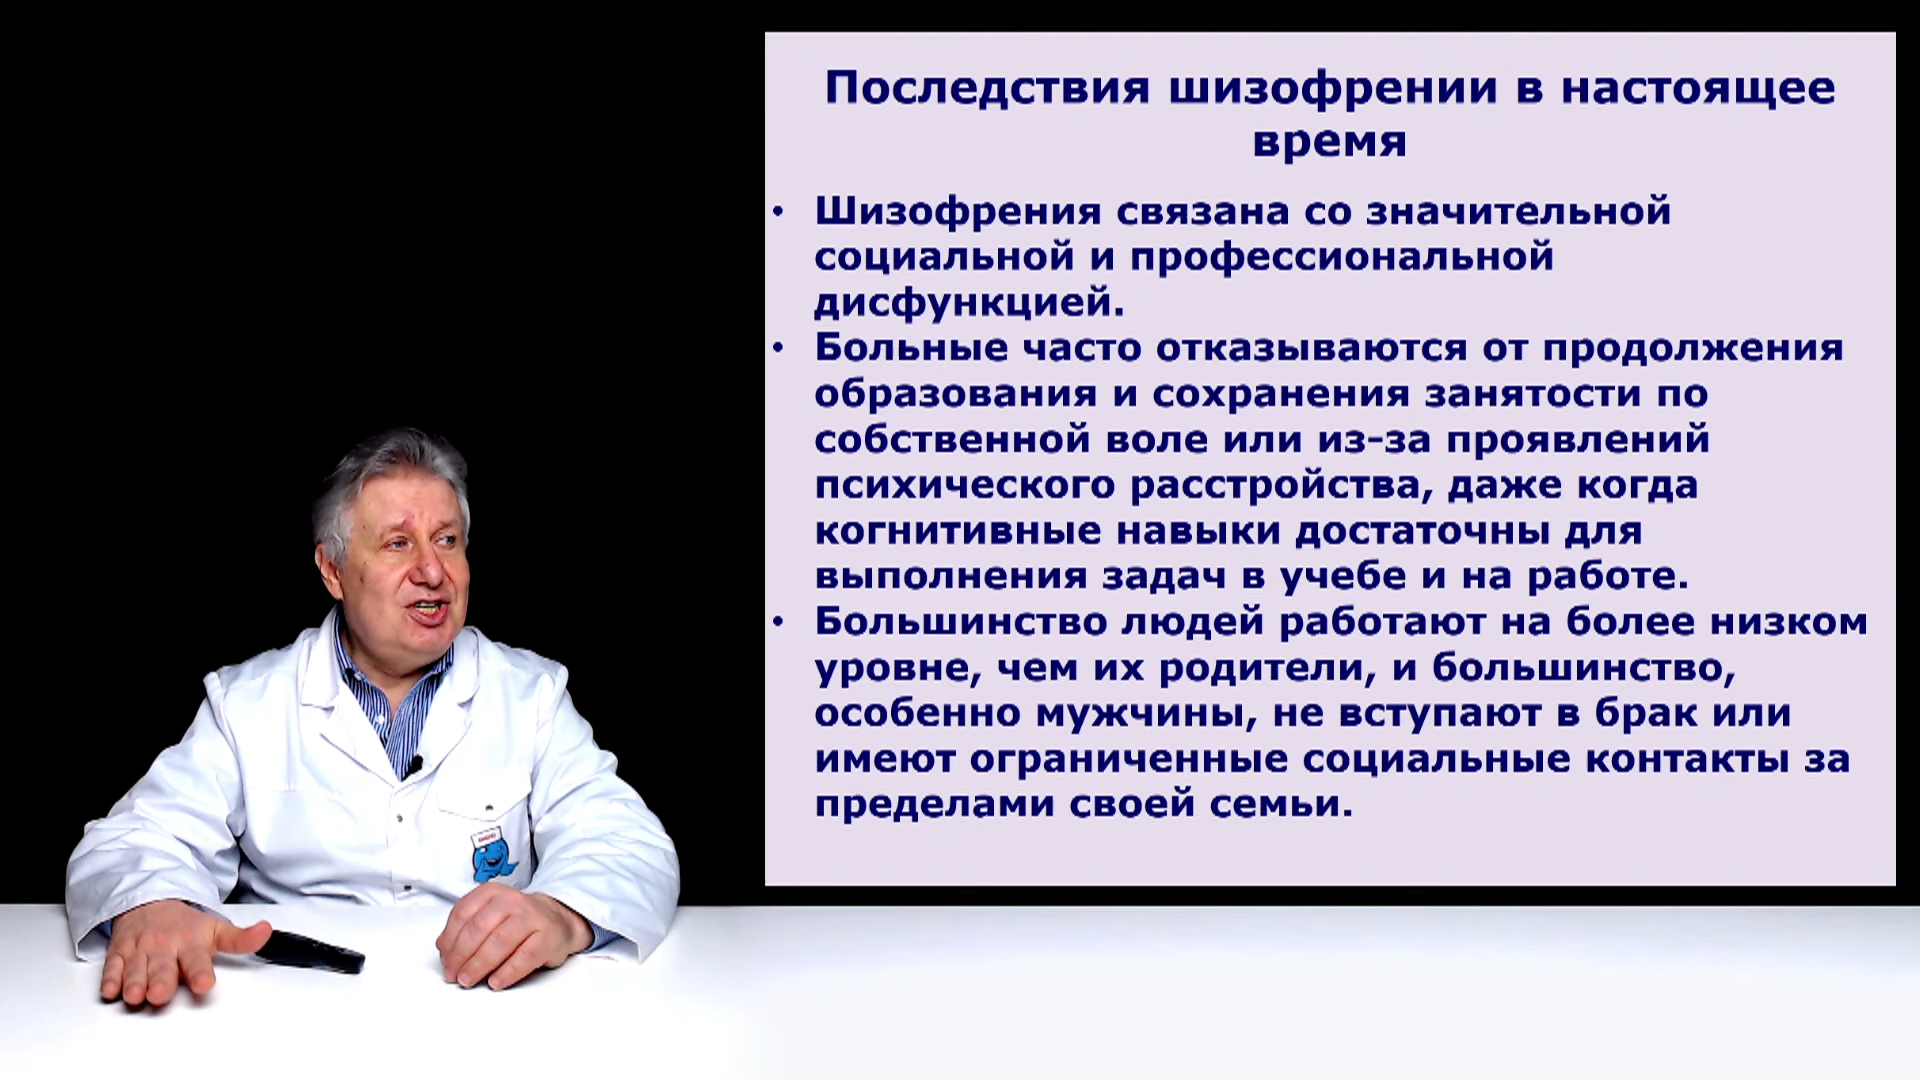 Последствия шизофрении в настоящее
время
• Шизофрения связана со значительной
социальной и профессиональной
дисфункцией.
• Больные часто отказываются от продолжения
образования и сохранения занятости по
собственной воле или из-за проявлений
психического расстройства, даже когда
когнитивные навыки достаточны для
выполнения задач в учебе и на работе.
• Большинство людей работают на более низком
уровне, чем их родители, и большинство,
особенно мужчины, не вступают в брак или
имеют ограниченные социальные контакты за
пределами своей семьи.